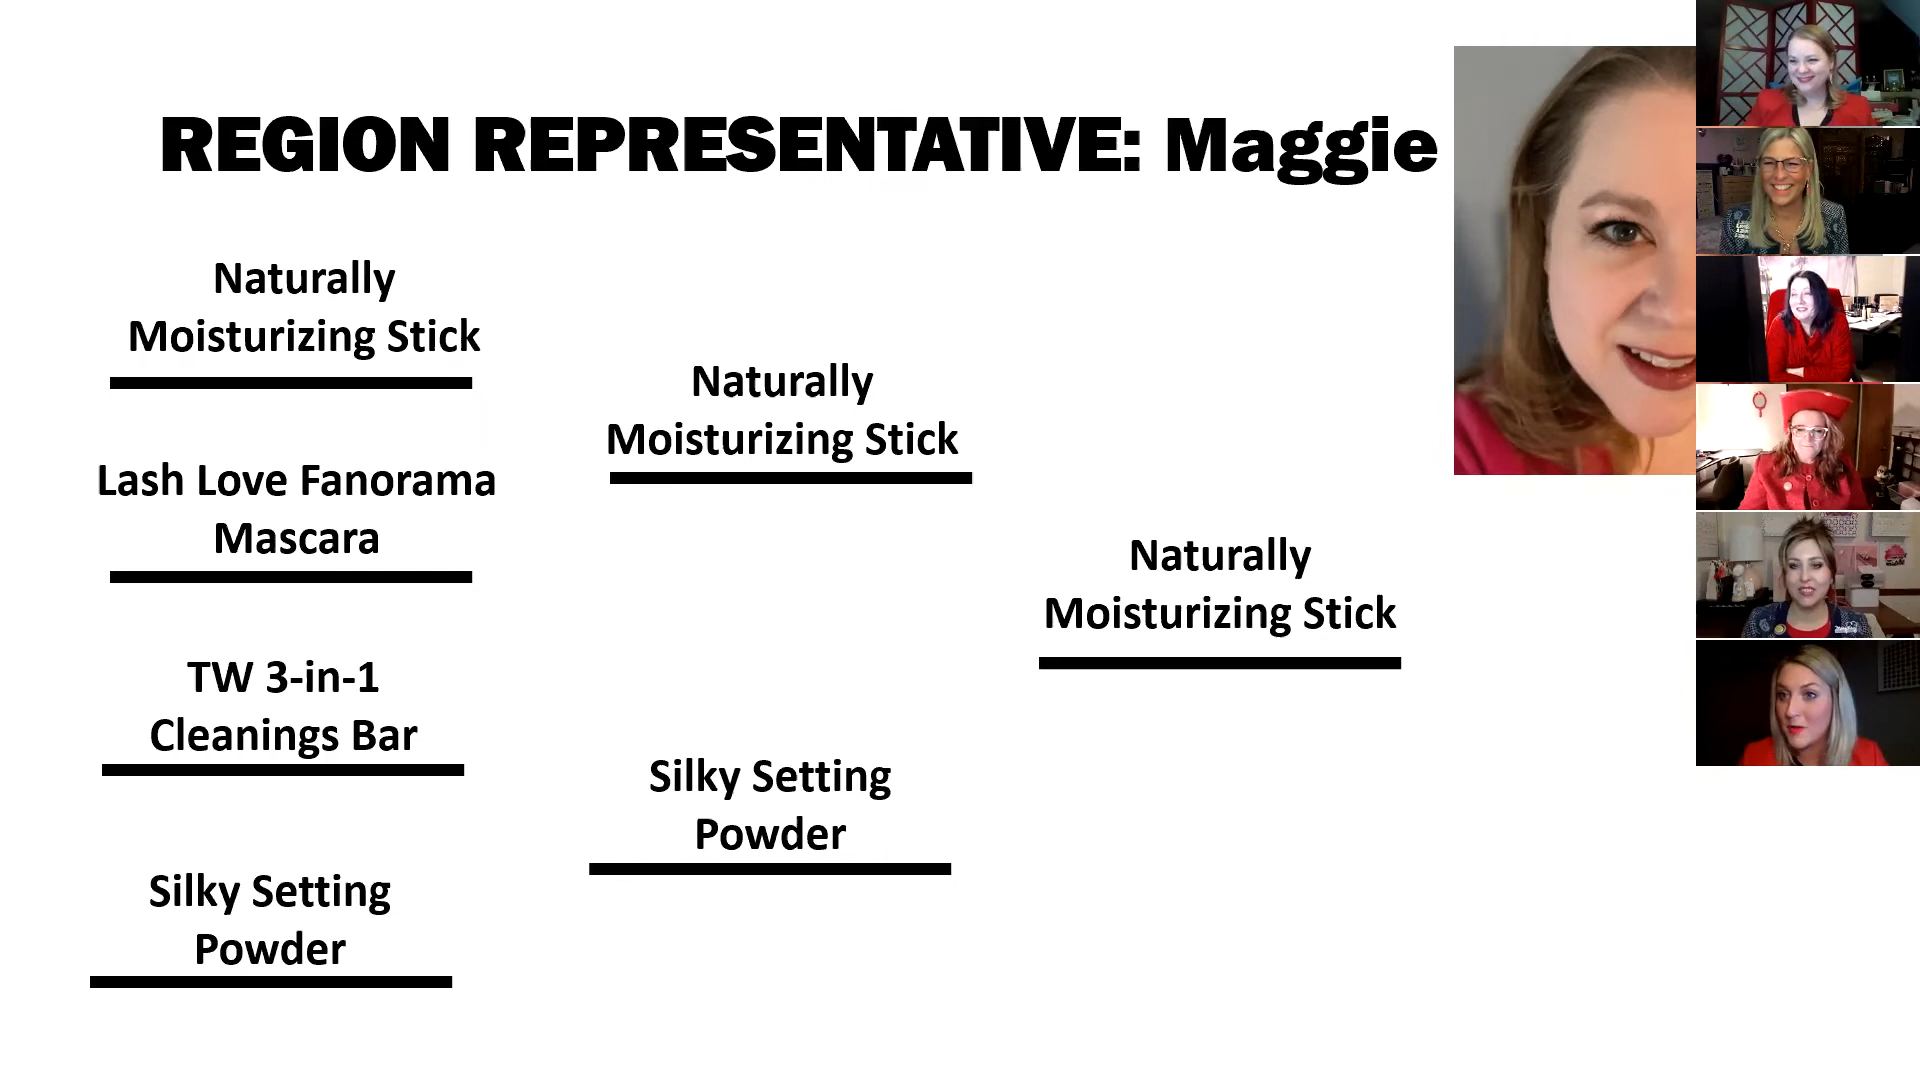 REGION REPRESENTATIVE: Maggie
Naturally
Moisturizing Stick
Lash Love Fanorama
Mascara
TW 3-in-1
Cleanings Bar
Silky Setting
Powder
Naturally
Moisturizing Stick
Silky Setting
Powder
Naturally
Moisturizing Stick